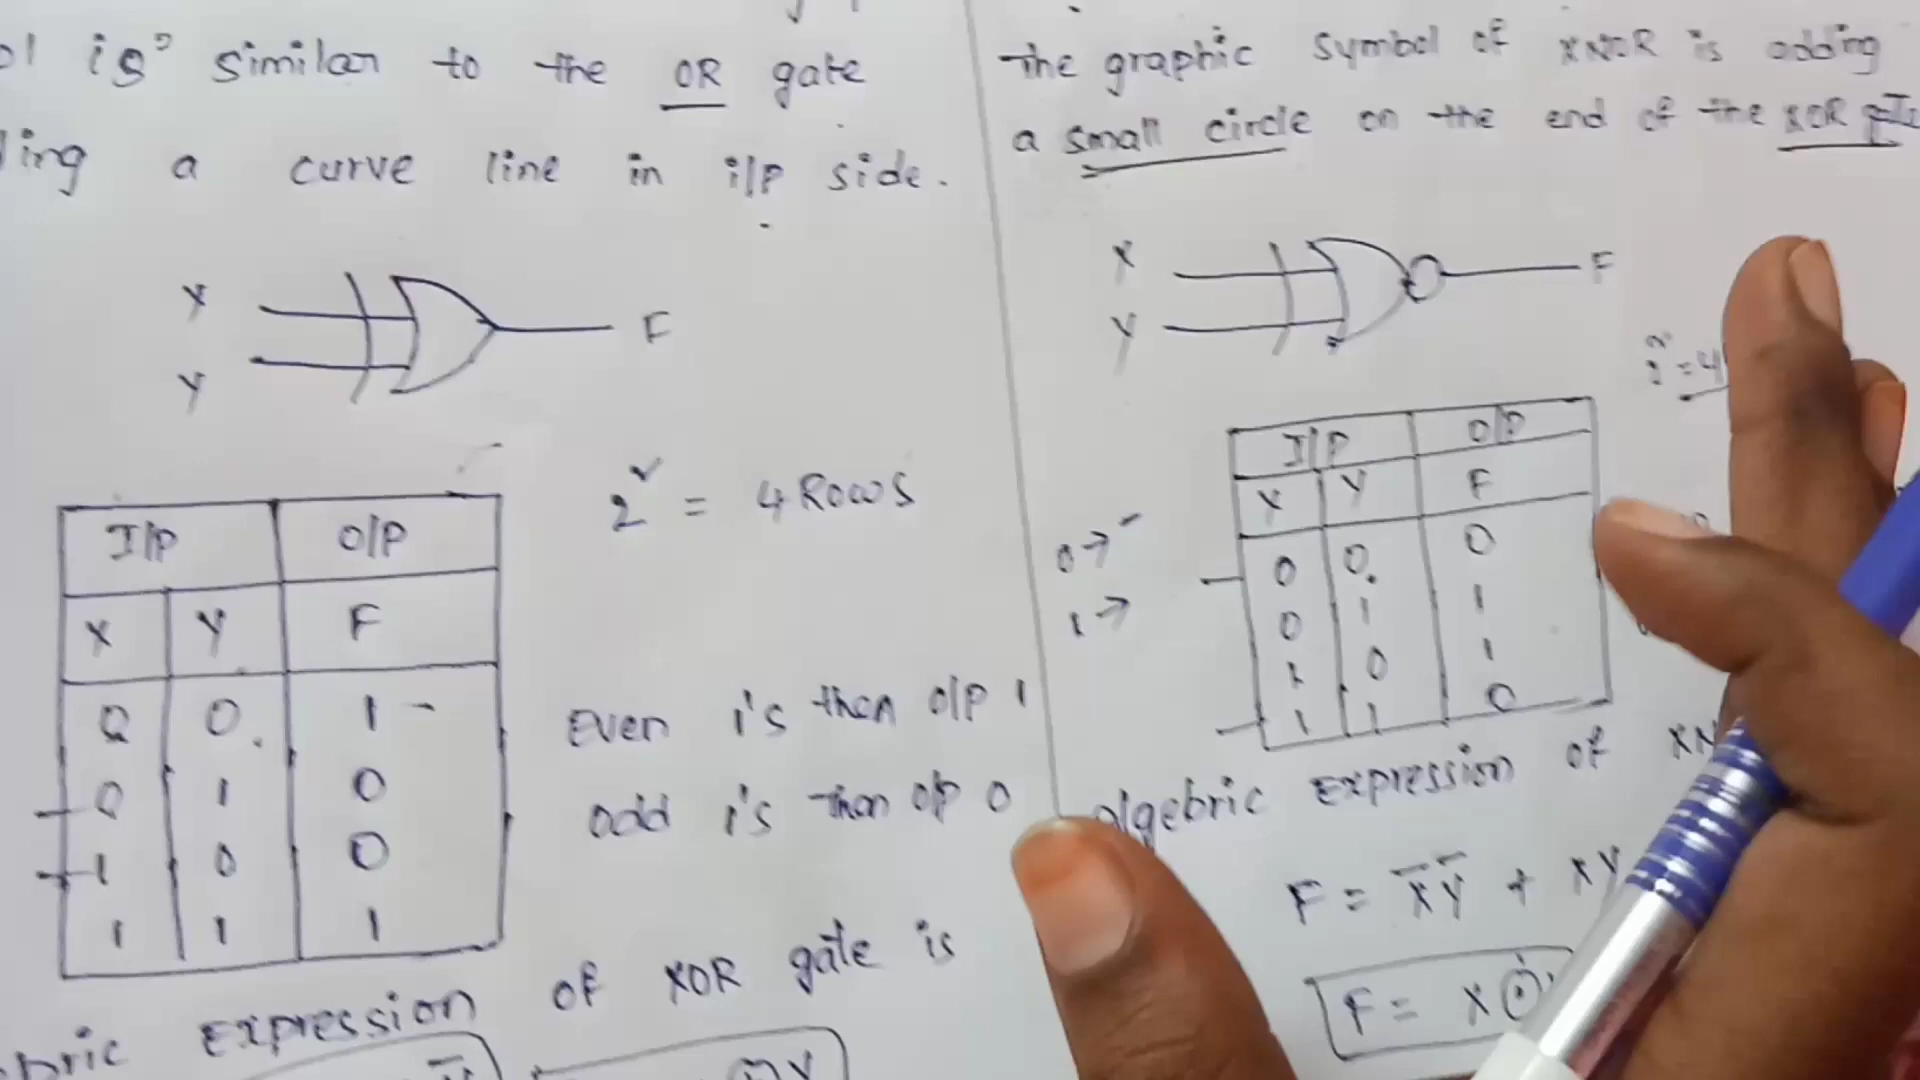 is similar to the OR gate
a curve line in i/p side.
X
Y
F
2² = 4 Rows
I/P O/P
X Y F
0 0 1
0 1 0
1 0 0
1 1 1
Even 1's then O/P 1
odd 1's then o/p 0
Expression of XOR gate is
Y
The graphic symbol of XNOR is adding
a small circle on the end of the XOR gate
X
Y
F
= 4
0 →
1 →
I/P O/P
X Y F
0 0 0
0 1 1
1 0 1
1 1 0
algebric Expression of
F = X̅Y̅ + XY
F = X ⊙